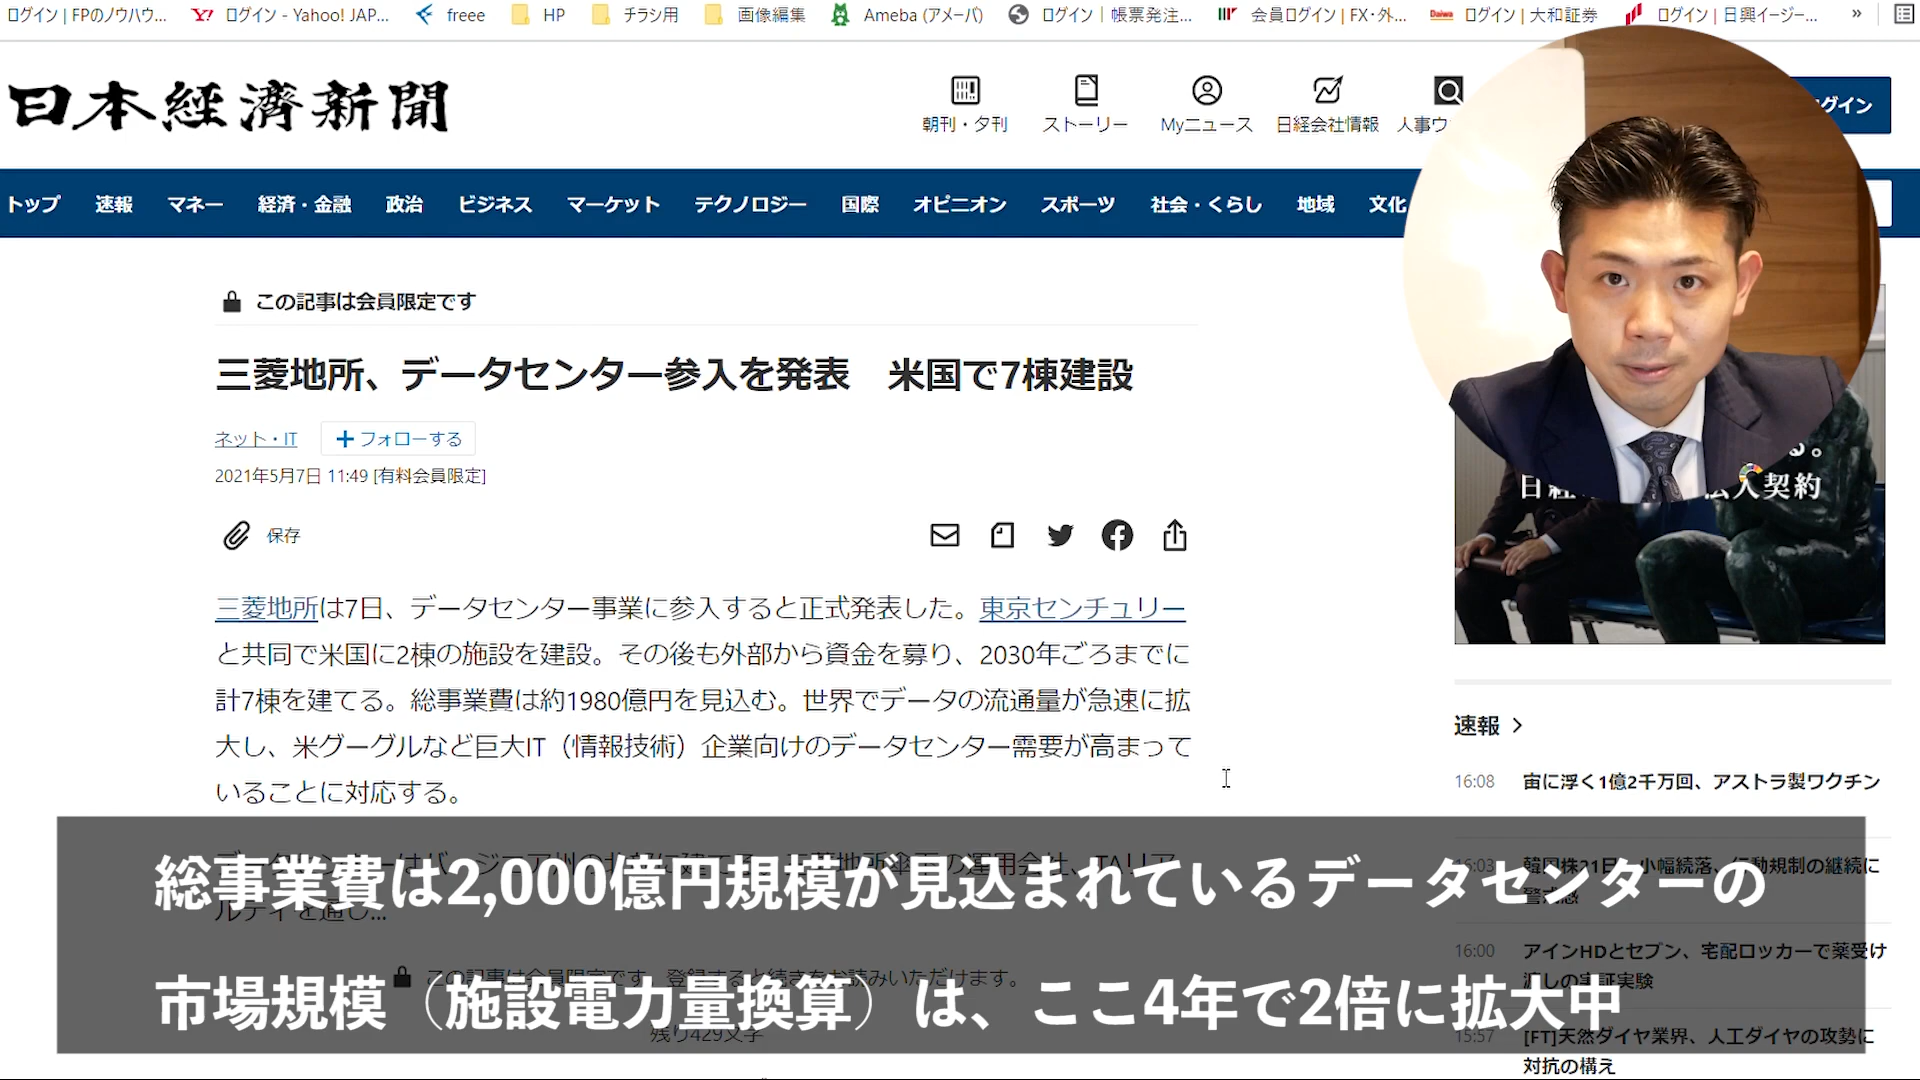 ログイン | FPのノウハウ...
ログイン - Yahoo! JAP...
freee
HP
チラシ用
画像編集
Ameba (アメーバ)
ログイン | 帳票発注...
会員ログイン | FX・外...
Daiwa
ログイン | 大和証券
ログイン | 日興イージー...
»
日本経済新聞
朝刊・夕刊
ストーリー
Myニュース
日経会社情報
人事ウ
グイン
トップ
速報
マネー
経済・金融
政治
ビジネス
マーケット
テクノロジー
国際
オピニオン
スポーツ
社会・くらし
地域
文化
この記事は会員限定です
三菱地所、データセンター参入を発表　米国で7棟建設
ネット・IT
フォローする
2021年5月7日 11:49 [有料会員限定]
保存
三菱地所は7日、データセンター事業に参入すると正式発表した。東京センチュリー
と共同で米国に2棟の施設を建設。その後も外部から資金を募り、2030年ごろまでに
計7棟を建てる。総事業費は約1980億円を見込む。世界でデータの流通量が急速に拡
大し、米グーグルなど巨大IT（情報技術）企業向けのデータセンター需要が高まって
いることに対応する。
この記事は会員限定です。登録すると続きをお読みいただけます。
残り429文字
総事業費は2,000億円規模が見込まれているデータセンターの
市場規模（施設電力量換算）は、ここ4年で2倍に拡大中
る。
日経
法人契約
速報
16:08
宙に浮く1億2千万回、アストラ製ワクチン
16:03
韓国株21日 小幅続落、行動規制の継続に
警戒感
16:00
アインHDとセブン、宅配ロッカーで薬受け
渡しの実証実験
15:57
[FT]天然ダイヤ業界、人工ダイヤの攻勢に
対抗の構え